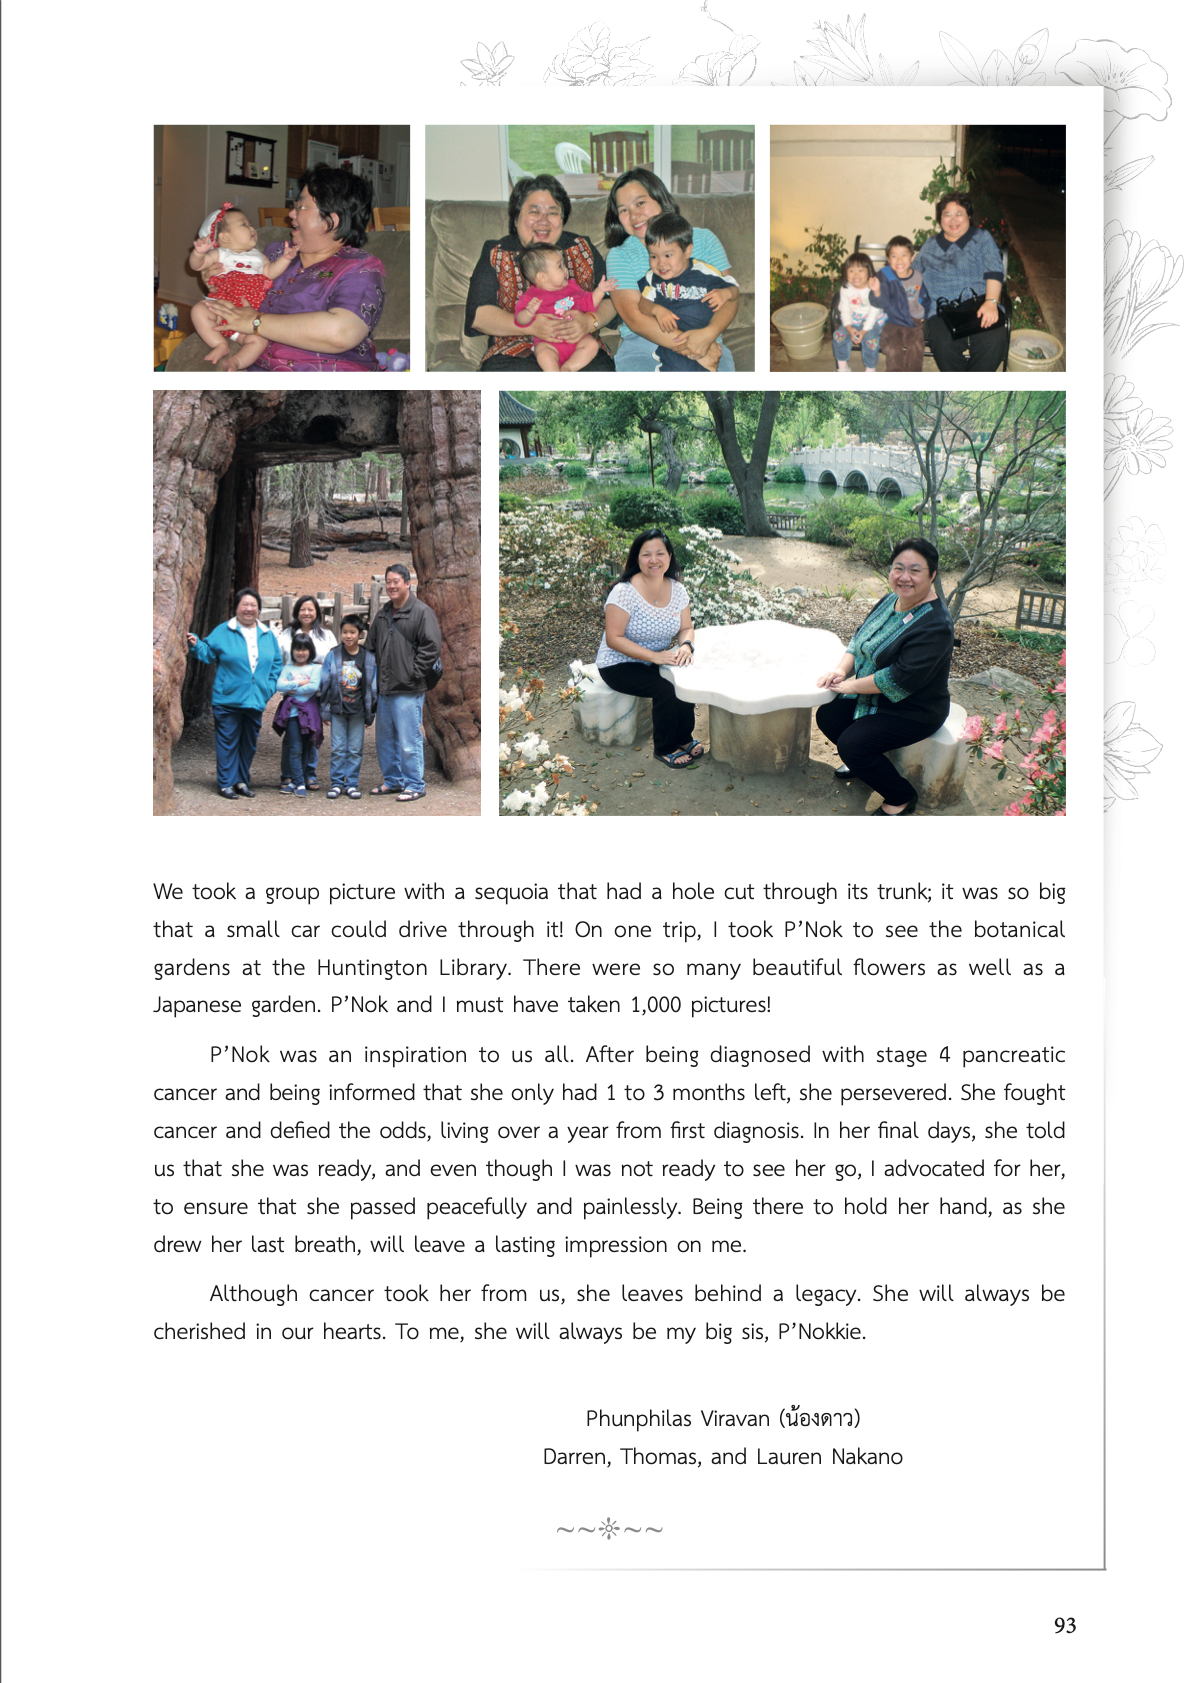 We took a group picture with a sequoia that had a hole cut through its trunk; it was so big
that a small car could drive through it! On one trip, I took P’Nok to see the botanical
gardens at the Huntington Library. There were so many beautiful flowers as well as a
Japanese garden. P’Nok and I must have taken 1,000 pictures!
P’Nok was an inspiration to us all. After being diagnosed with stage 4 pancreatic
cancer and being informed that she only had 1 to 3 months left, she persevered. She fought
cancer and defied the odds, living over a year from first diagnosis. In her final days, she told
us that she was ready, and even though I was not ready to see her go, I advocated for her,
to ensure that she passed peacefully and painlessly. Being there to hold her hand, as she
drew her last breath, will leave a lasting impression on me.
Although cancer took her from us, she leaves behind a legacy. She will always be
cherished in our hearts. To me, she will always be my big sis, P’Nokkie.
Phunphilas Viravan (น้องดาว)
Darren, Thomas, and Lauren Nakano
93